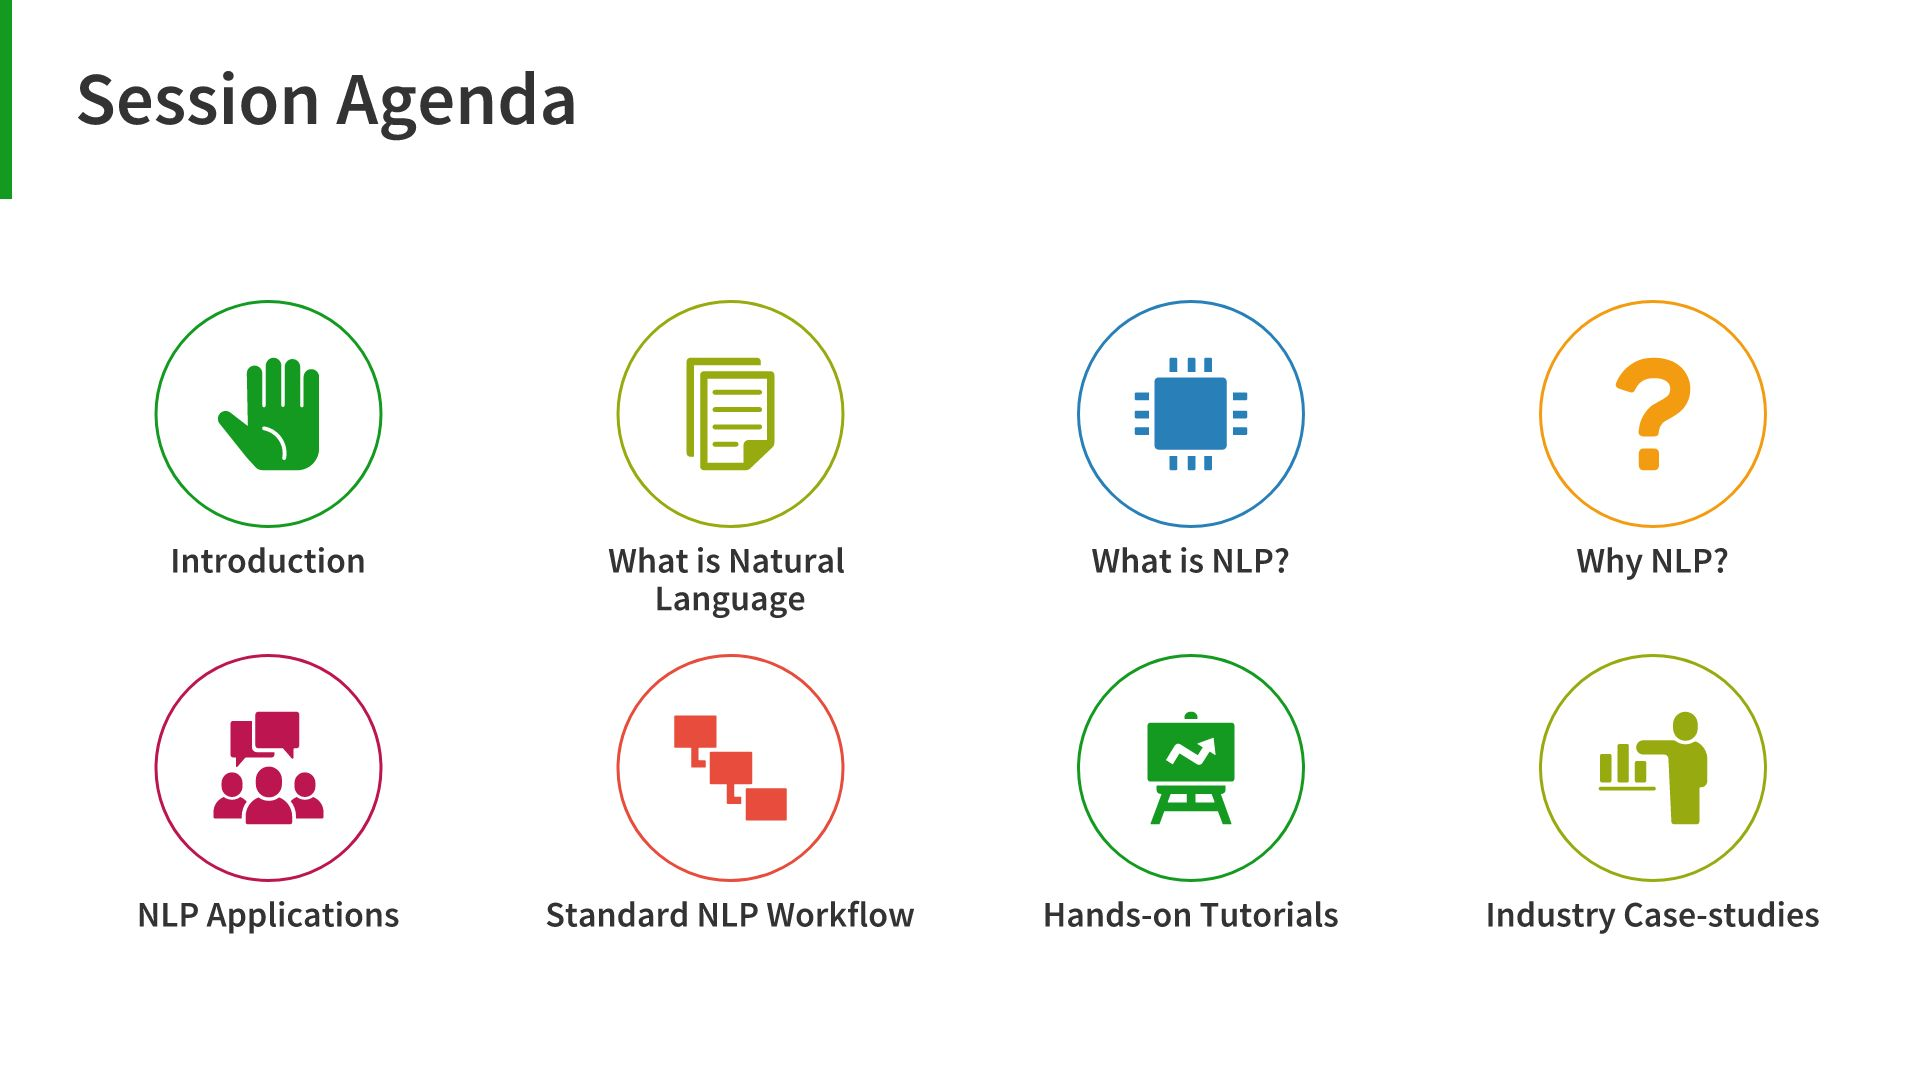 Session Agenda
Introduction
What is Natural
Language
What is NLP?
Why NLP?
NLP Applications
Standard NLP Workflow
Hands-on Tutorials
Industry Case-studies